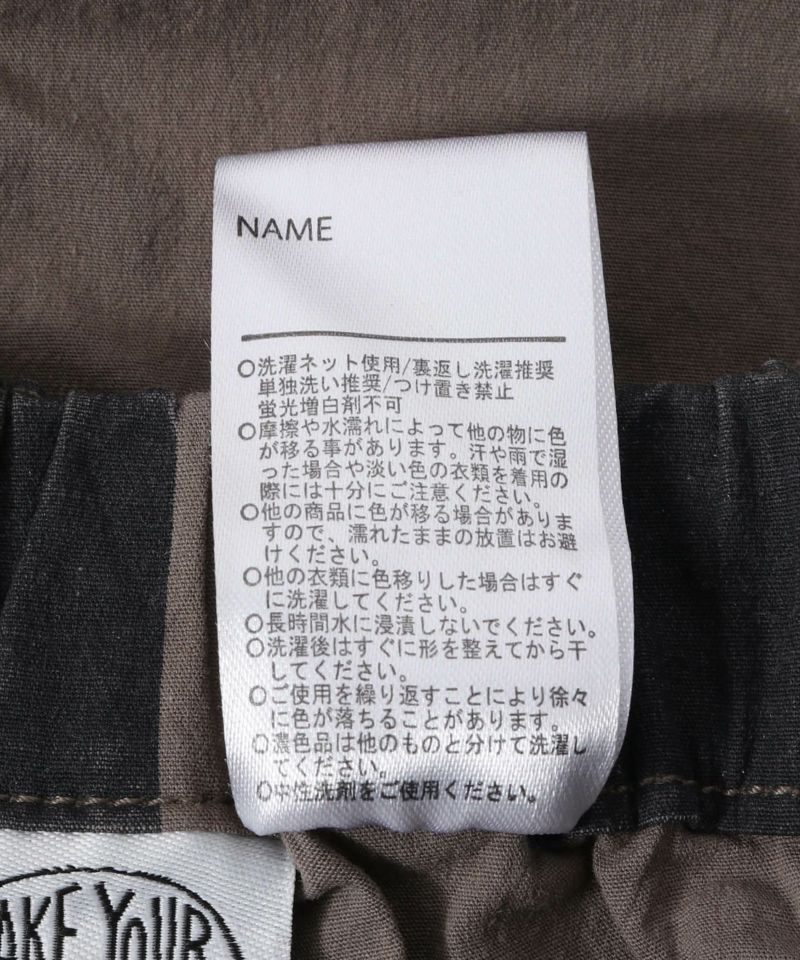 NAME
○洗濯ネット使用/裏返し洗濯推奨
単独洗い推奨/つけ置き禁止
蛍光増白剤不可
○摩擦や水濡れによって他の物に色
が移る事があります。汗や雨で湿
った場合や淡い色の衣類を着用の
際には十分にご注意ください。
○他の商品に色が移る場合がありま
すので、濡れたままの放置はお避
けください。
○他の衣類に色移りした場合はすぐ
に洗濯してください。
○長時間水に浸漬しないでください。
○洗濯後はすぐに形を整えてから干
してください。
○ご使用を繰り返すことにより徐々
に色が落ちることがあります。
○濃色品は他のものと分けて洗濯し
てください。
○中性洗剤をご使用ください。
YOUR